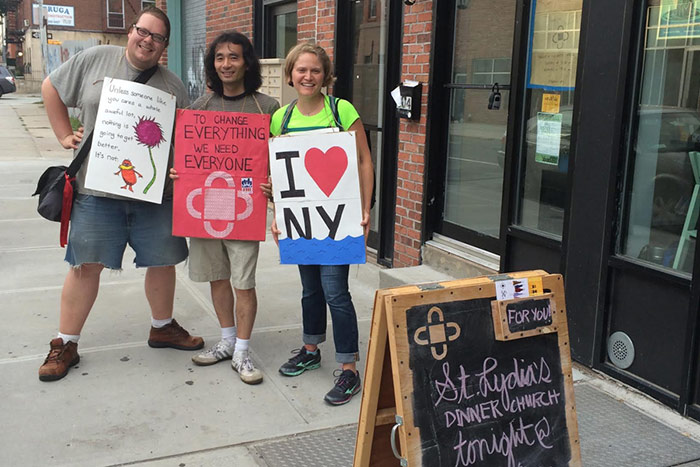 RUGA
Unless someone like
you cares a whole
awful lot,
nothing is
going to get
better.
It's not.
TO CHANGE
EVERYTHING
WE NEED
EVERYONE
I
NY
FOR YOU!
St. Lydia's
DINNER CHURCH
tonight@